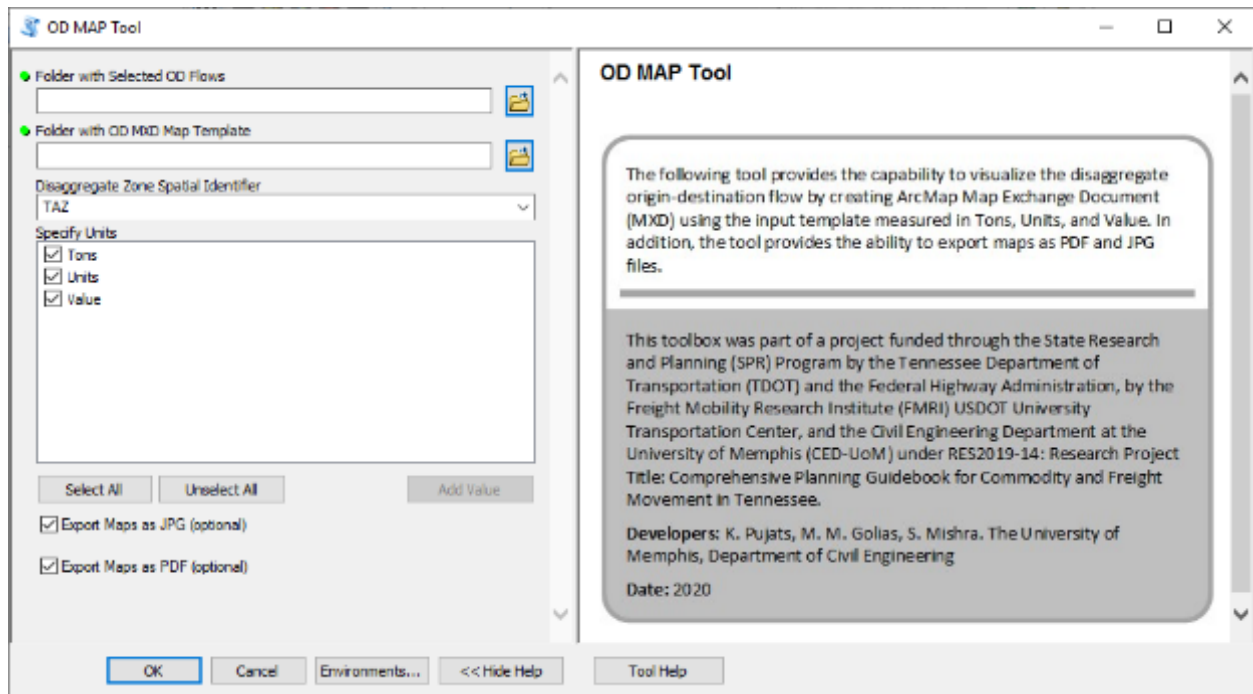 OD MAP Tool
Folder with Selected OD Flows
Folder with OD MXD Map Template
Disaggregate Zone Spatial Identifier
TAZ
Specify Units
Tons
Units
Value
Select All
Unselect All
Add Value
Export Maps as JPG (optional)
Export Maps as PDF (optional)
OD MAP Tool
The following tool provides the capability to visualize the disaggregate
origin-destination flow by creating ArcMap Map Exchange Document
(MXD) using the input template measured in Tons, Units, and Value. In
addition, the tool provides the ability to export maps as PDF and JPG
files.
This toolbox was part of a project funded through the State Research
and Planning (SPR) Program by the Tennessee Department of
Transportation (TDOT) and the Federal Highway Administration, by the
Freight Mobility Research Institute (FMRI) USDOT University
Transportation Center, and the Civil Engineering Department at the
University of Memphis (CED-UoM) under RES2019-14: Research Project
Title: Comprehensive Planning Guidebook for Commodity and Freight
Movement in Tennessee.
Developers: K. Pujats, M. M. Golias, S. Mishra. The University of
Memphis, Department of Civil Engineering
Date: 2020
OK
Cancel
Environments...
<< Hide Help
Tool Help